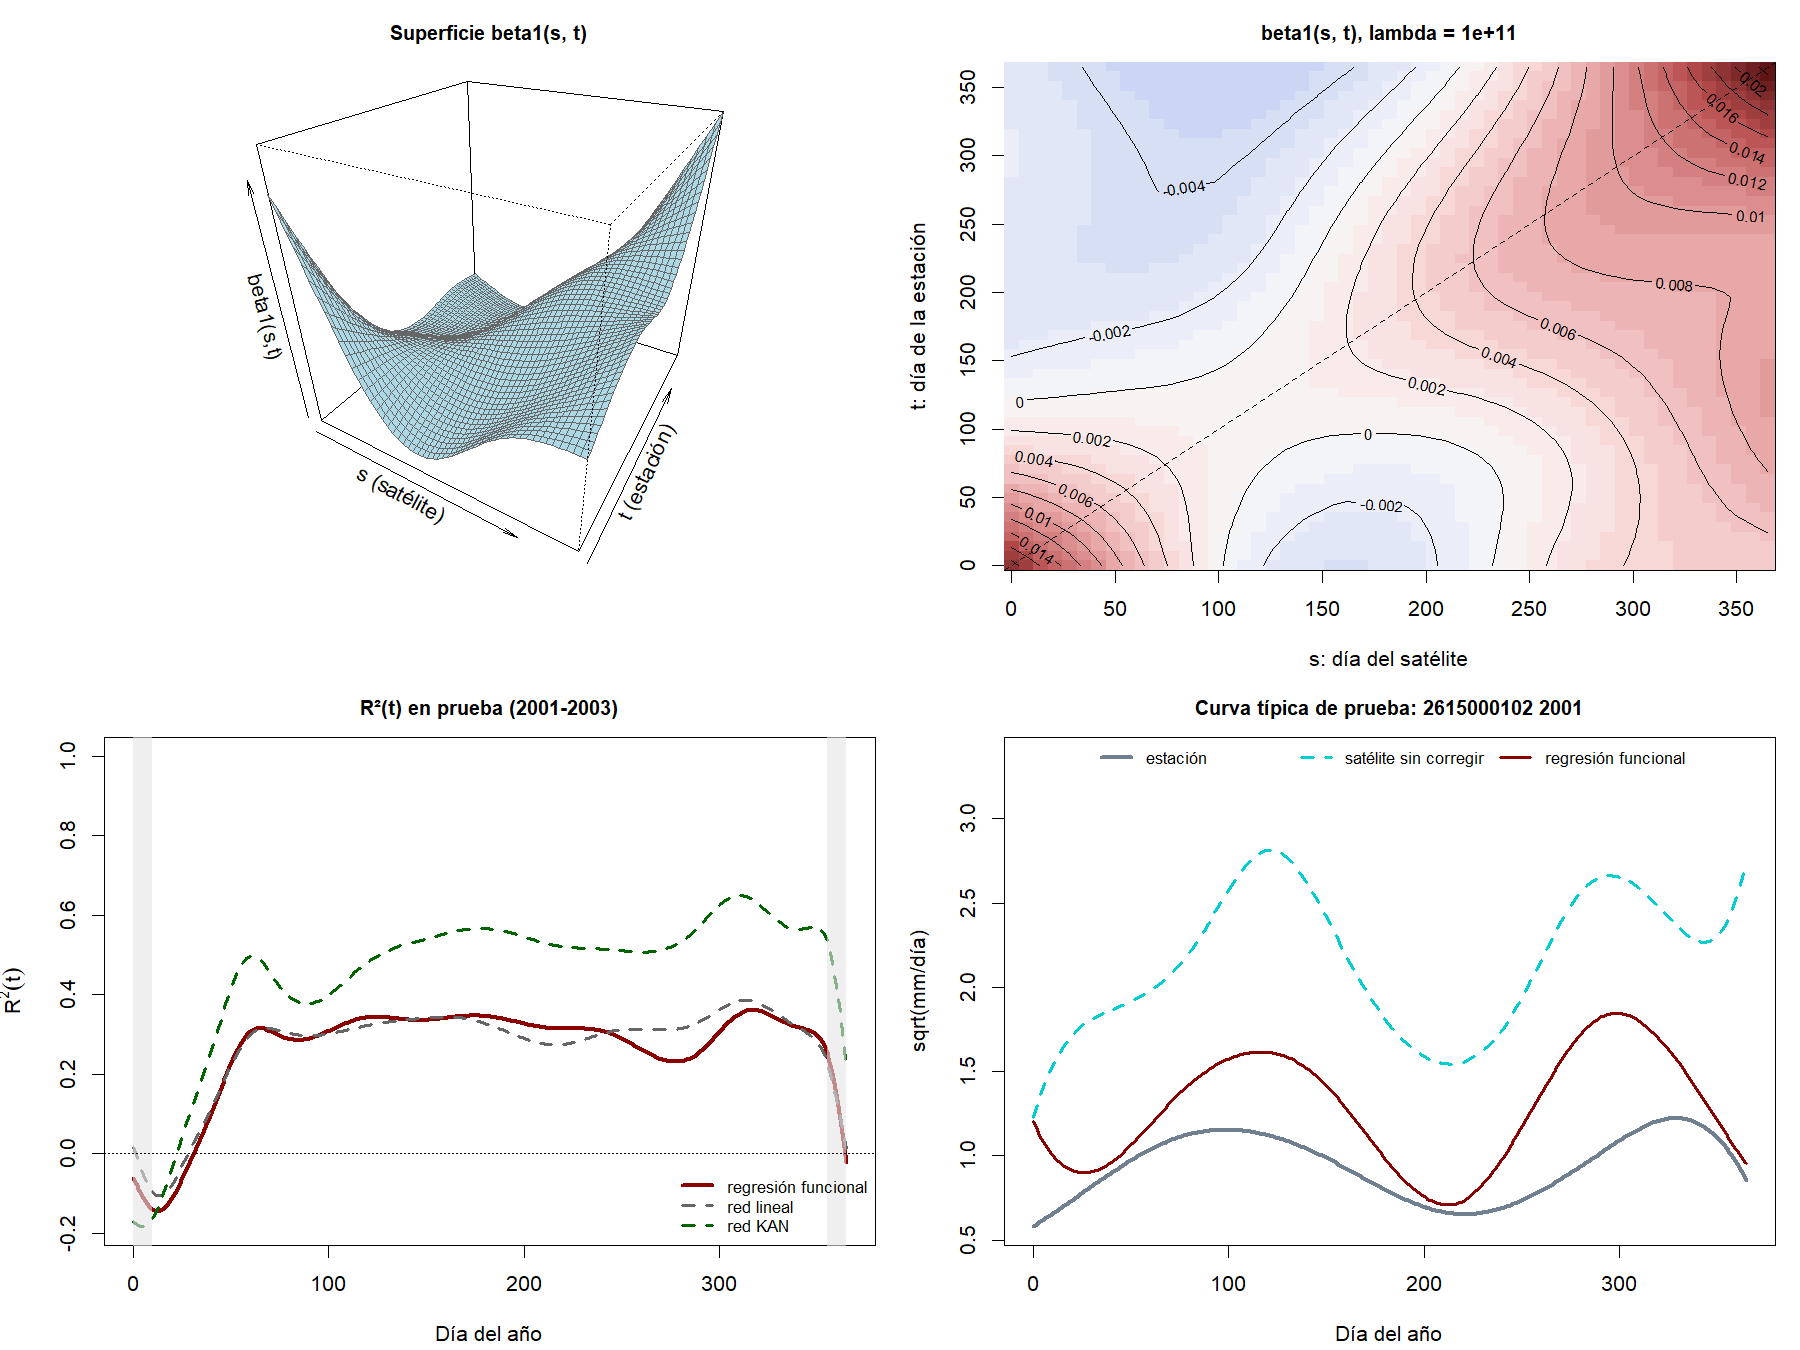 Superficie beta1(s, t)
beta1(s,t)
s (satélite)
t (estación)
beta1(s, t), lambda = 1e+11
t: día de la estación
350
300
250
200
150
100
50
0
0.02
0.016
0.014
0.012
0.01
0.008
0.006
0.004
0.002
0
-0.002
-0.004
-0.002
0
0.002
0.004
0.006
0.01
0.014
0 50 100 150 200 250 300 350
s: día del satélite
R²(t) en prueba (2001-2003)
R²(t)
1.0
0.8
0.6
0.4
0.2
0.0
-0.2
regresión funcional
red lineal
red KAN
0 100 200 300
Día del año
Curva típica de prueba: 2615000102 2001
estación satélite sin corregir regresión funcional
sqrt(mm/día)
3.0
2.5
2.0
1.5
1.0
0.5
0 100 200 300
Día del año